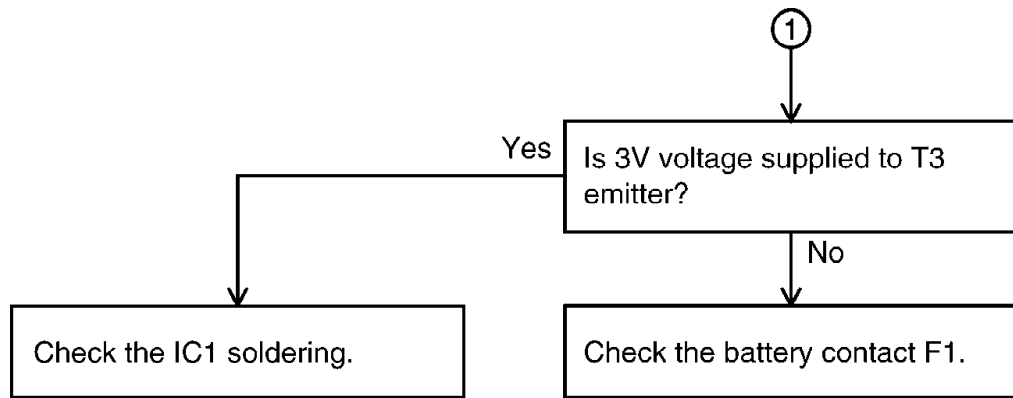 1
Yes
Is 3V voltage supplied to T3
emitter?
No
Check the IC1 soldering.
Check the battery contact F1.